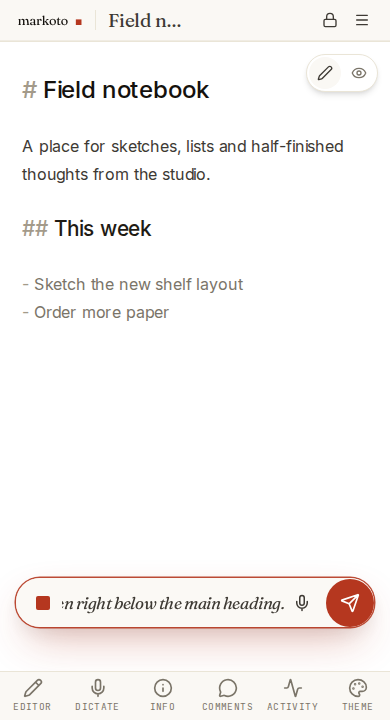 markoto
Field n...
# Field notebook
A place for sketches, lists and half-finished
thoughts from the studio.
## This week
- Sketch the new shelf layout
- Order more paper
right below the main heading.
EDITOR DICTATE INFO COMMENTS ACTIVITY THEME